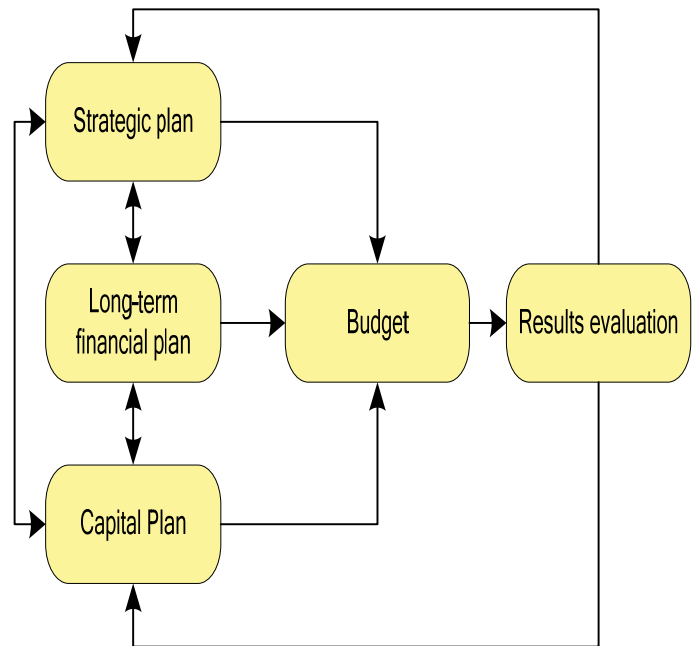 Strategic plan
Long-term
financial plan
Budget
Results evaluation
Capital Plan